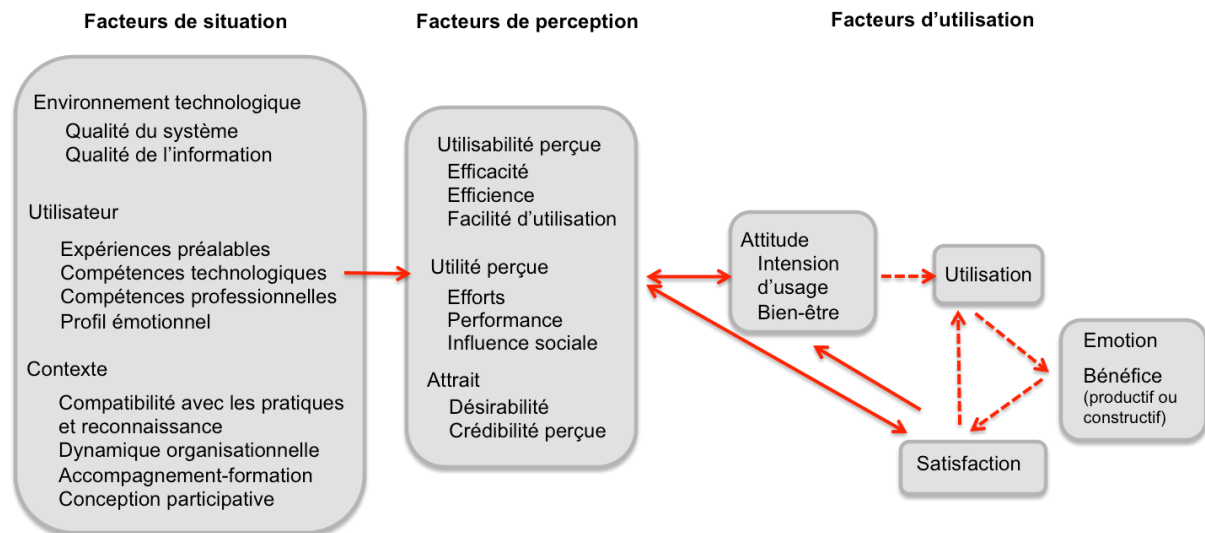 Facteurs de situation
Facteurs de perception
Facteurs d’utilisation
Environnement technologique
Qualité du système
Qualité de l’information
Utilisateur
Expériences préalables
Compétences technologiques
Compétences professionnelles
Profil émotionnel
Contexte
Compatibilité avec les pratiques
et reconnaissance
Dynamique organisationnelle
Accompagnement-formation
Conception participative
Utilisabilité perçue
Efficacité
Efficience
Facilité d’utilisation
Utilité perçue
Efforts
Performance
Influence sociale
Attrait
Désirabilité
Crédibilité perçue
Attitude
Intension
d’usage
Bien-être
Utilisation
Emotion
Bénéfice
(productif ou
constructif)
Satisfaction